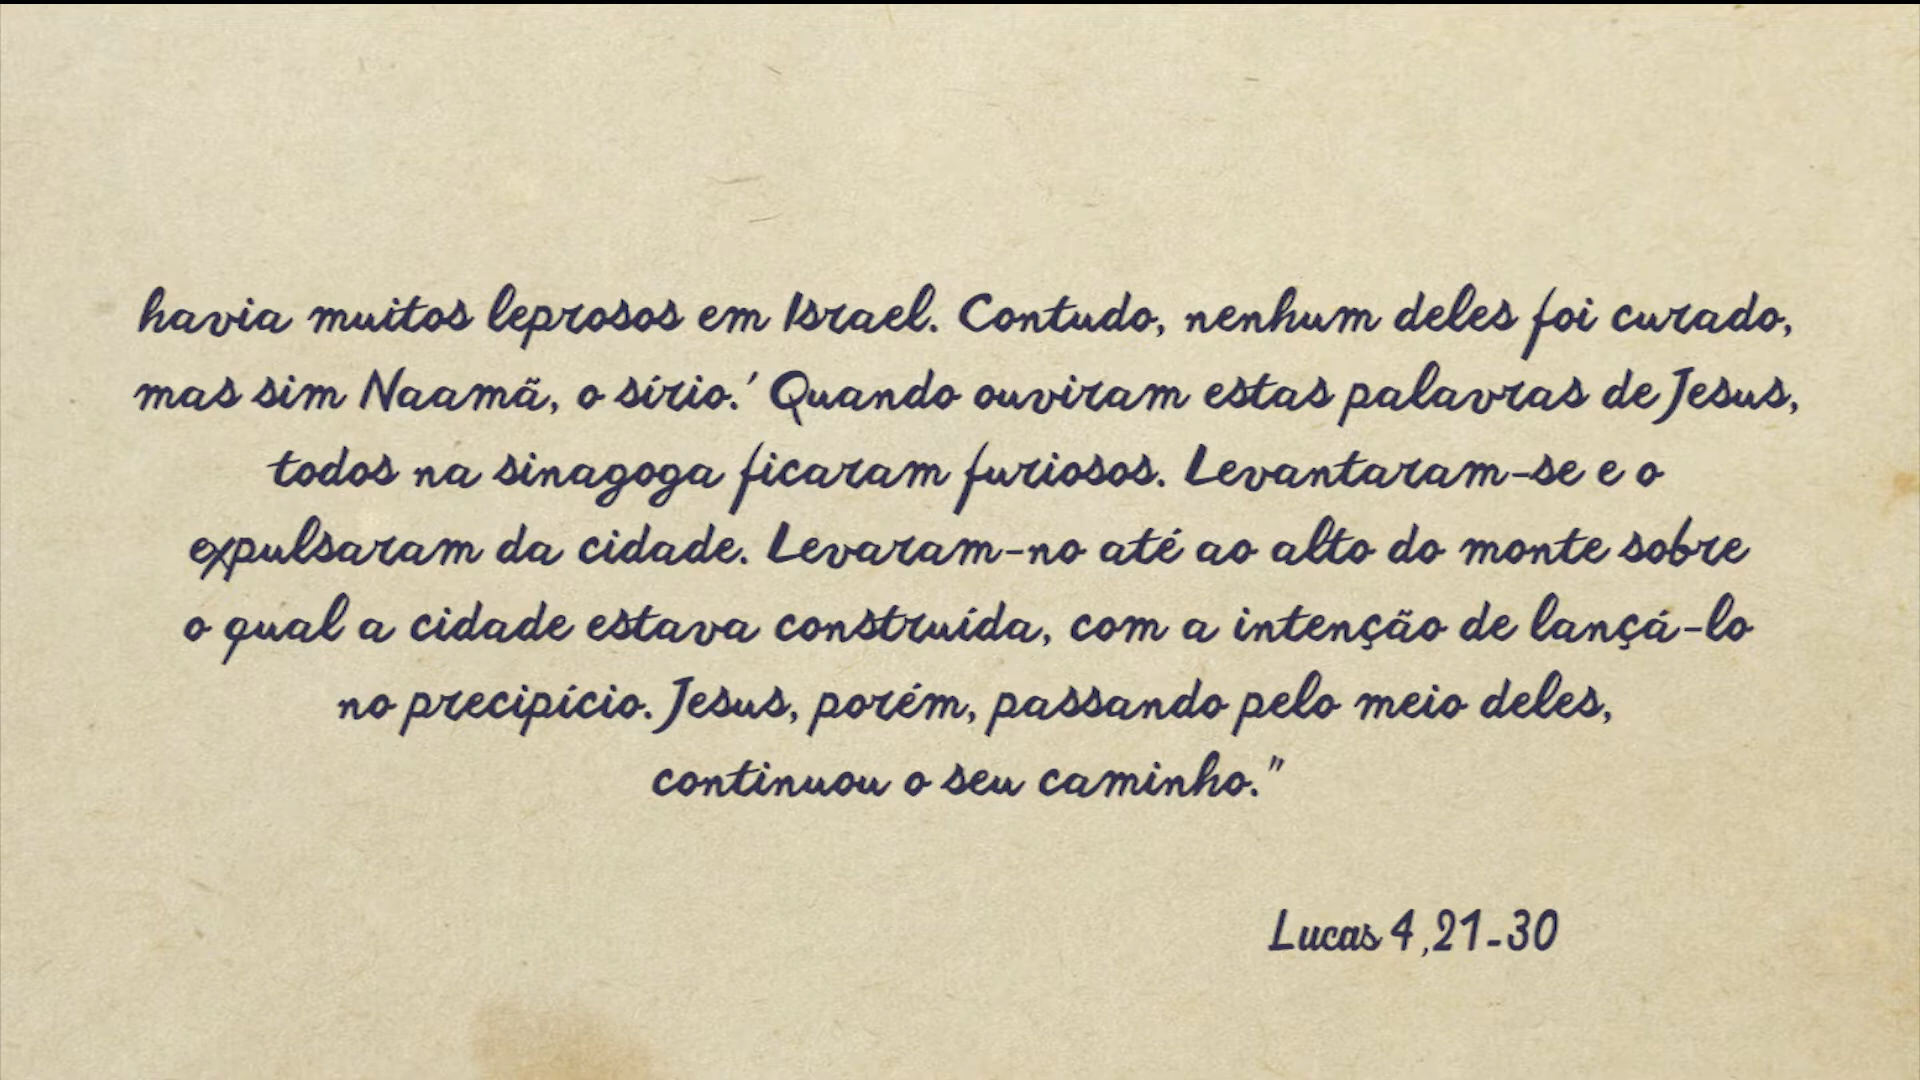 havia muitos leprosos em Israel. Contudo, nenhum deles foi curado,
mas sim Naamã, o sírio.' Quando ouviram estas palavras de Jesus,
todos na sinagoga ficaram furiosos. Levantaram-se e o
expulsaram da cidade. Levaram-no até ao alto do monte sobre
o qual a cidade estava construída, com a intenção de lançá-lo
no precipício. Jesus, porém, passando pelo meio deles,
continuou o seu caminho."
Lucas 4,21-30